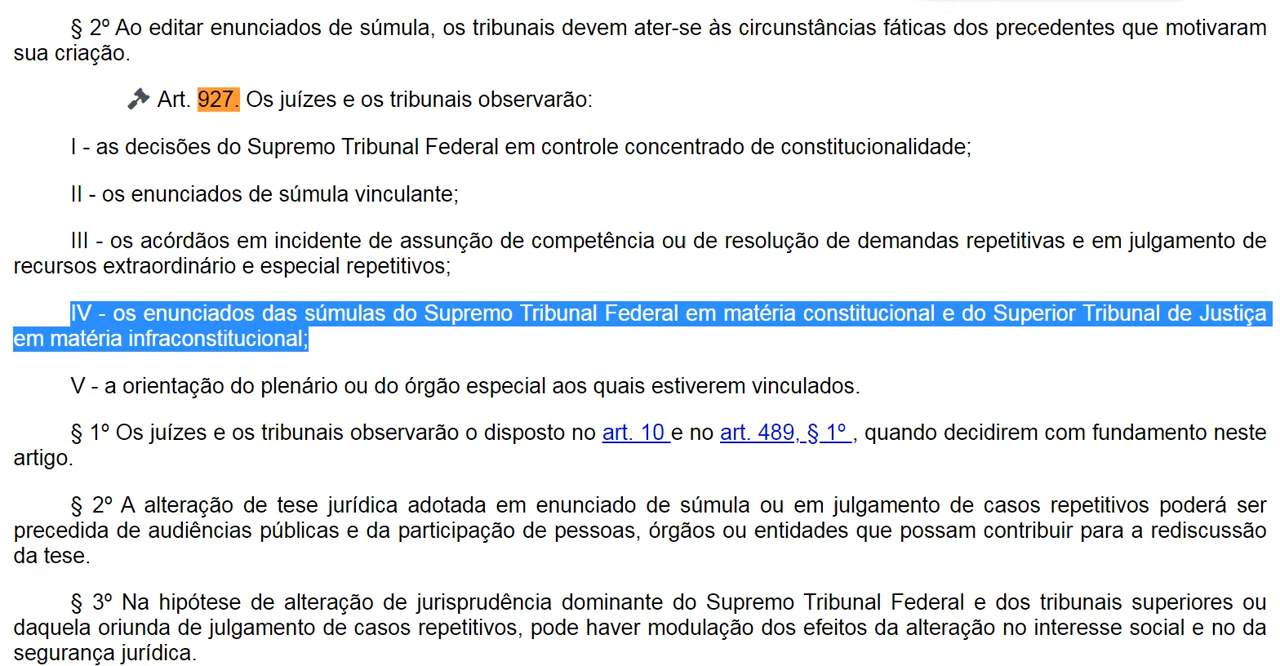 § 2º Ao editar enunciados de súmula, os tribunais devem ater-se às circunstâncias fáticas dos precedentes que motivaram
sua criação.
Art. 927. Os juízes e os tribunais observarão:
I - as decisões do Supremo Tribunal Federal em controle concentrado de constitucionalidade;
II - os enunciados de súmula vinculante;
III - os acórdãos em incidente de assunção de competência ou de resolução de demandas repetitivas e em julgamento de
recursos extraordinário e especial repetitivos;
IV - os enunciados das súmulas do Supremo Tribunal Federal em matéria constitucional e do Superior Tribunal de Justiça
em matéria infraconstitucional;
V - a orientação do plenário ou do órgão especial aos quais estiverem vinculados.
§ 1º Os juízes e os tribunais observarão o disposto no art. 10 e no art. 489, § 1º , quando decidirem com fundamento neste
artigo.
§ 2º A alteração de tese jurídica adotada em enunciado de súmula ou em julgamento de casos repetitivos poderá ser
precedida de audiências públicas e da participação de pessoas, órgãos ou entidades que possam contribuir para a rediscussão
da tese.
§ 3º Na hipótese de alteração de jurisprudência dominante do Supremo Tribunal Federal e dos tribunais superiores ou
daquela oriunda de julgamento de casos repetitivos, pode haver modulação dos efeitos da alteração no interesse social e no da
segurança jurídica.